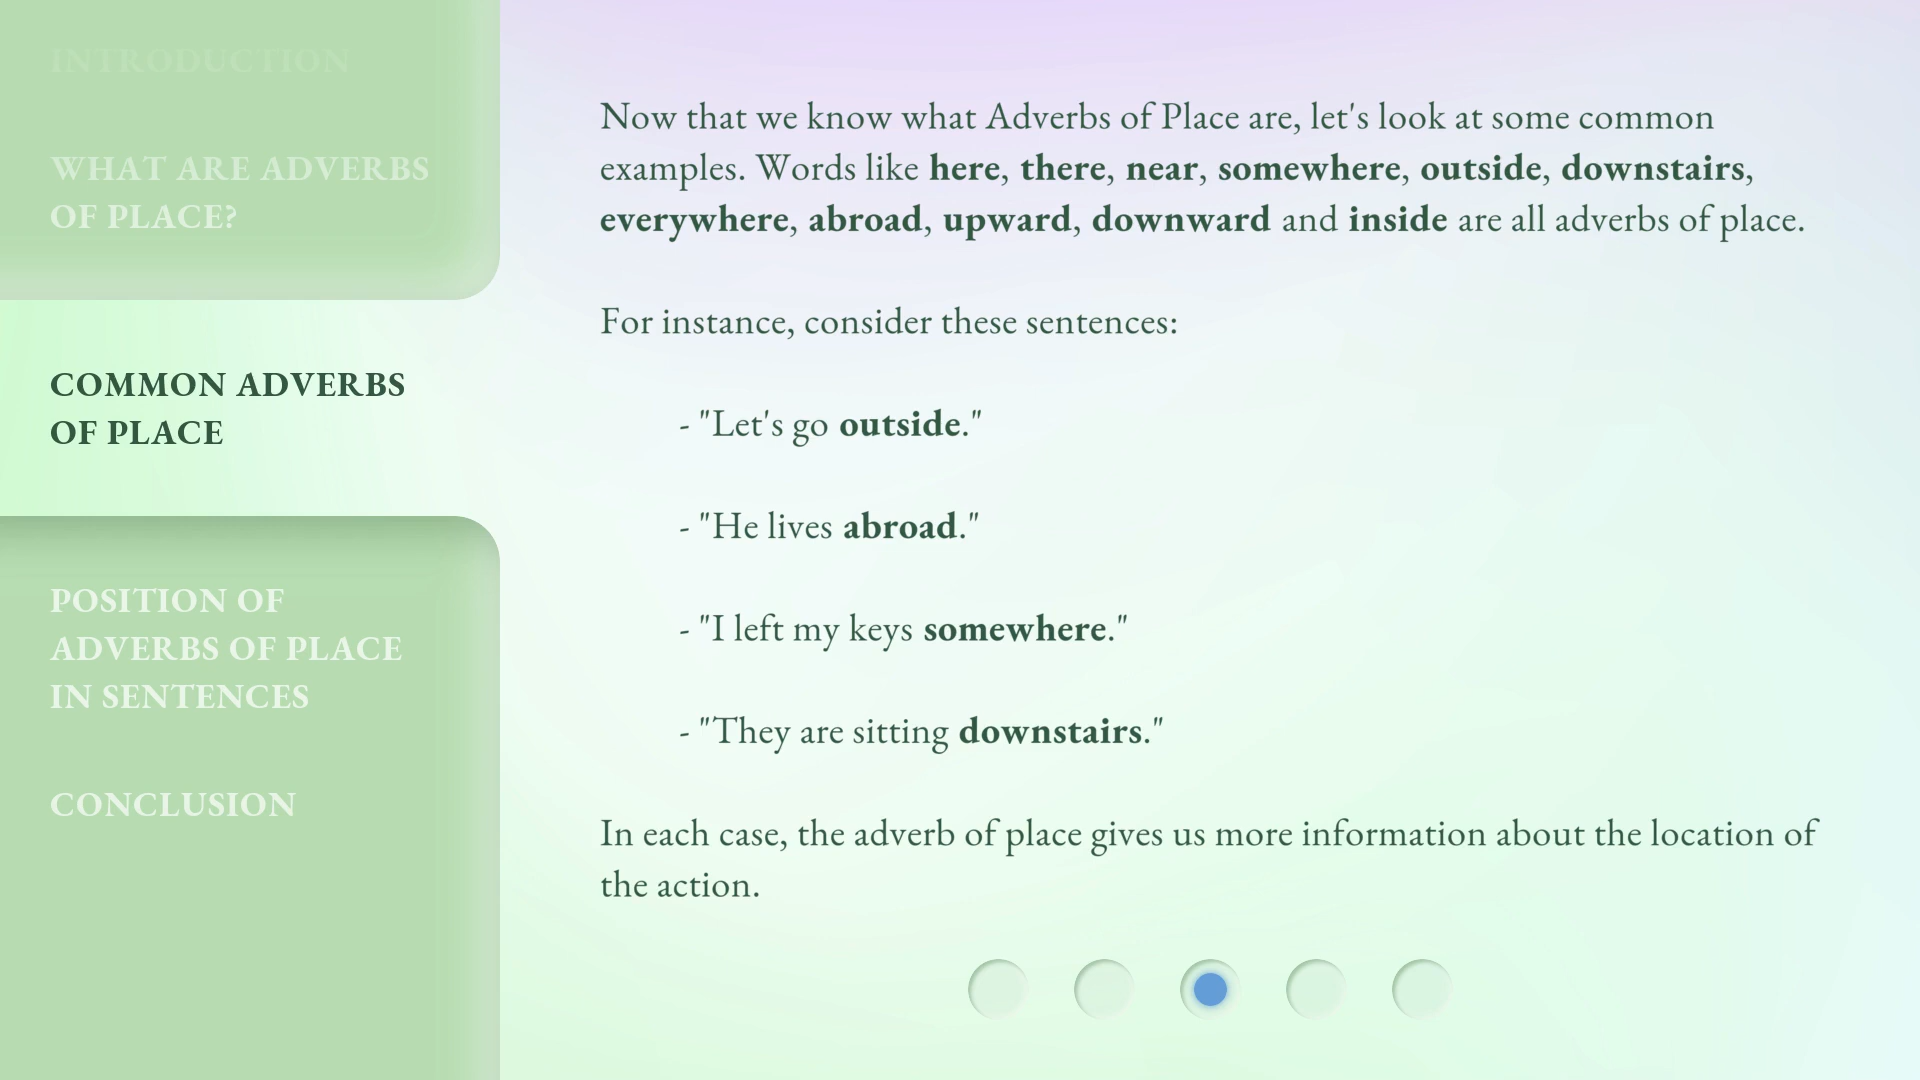 INTRODUCTION
WHAT ARE ADVERBS
OF PLACE?
COMMON ADVERBS
OF PLACE
POSITION OF
ADVERBS OF PLACE
IN SENTENCES
CONCLUSION
Now that we know what Adverbs of Place are, let's look at some common
examples. Words like here, there, near, somewhere, outside, downstairs,
everywhere, abroad, upward, downward and inside are all adverbs of place.
For instance, consider these sentences:
- "Let's go outside."
- "He lives abroad."
- "I left my keys somewhere."
- "They are sitting downstairs."
In each case, the adverb of place gives us more information about the location of
the action.